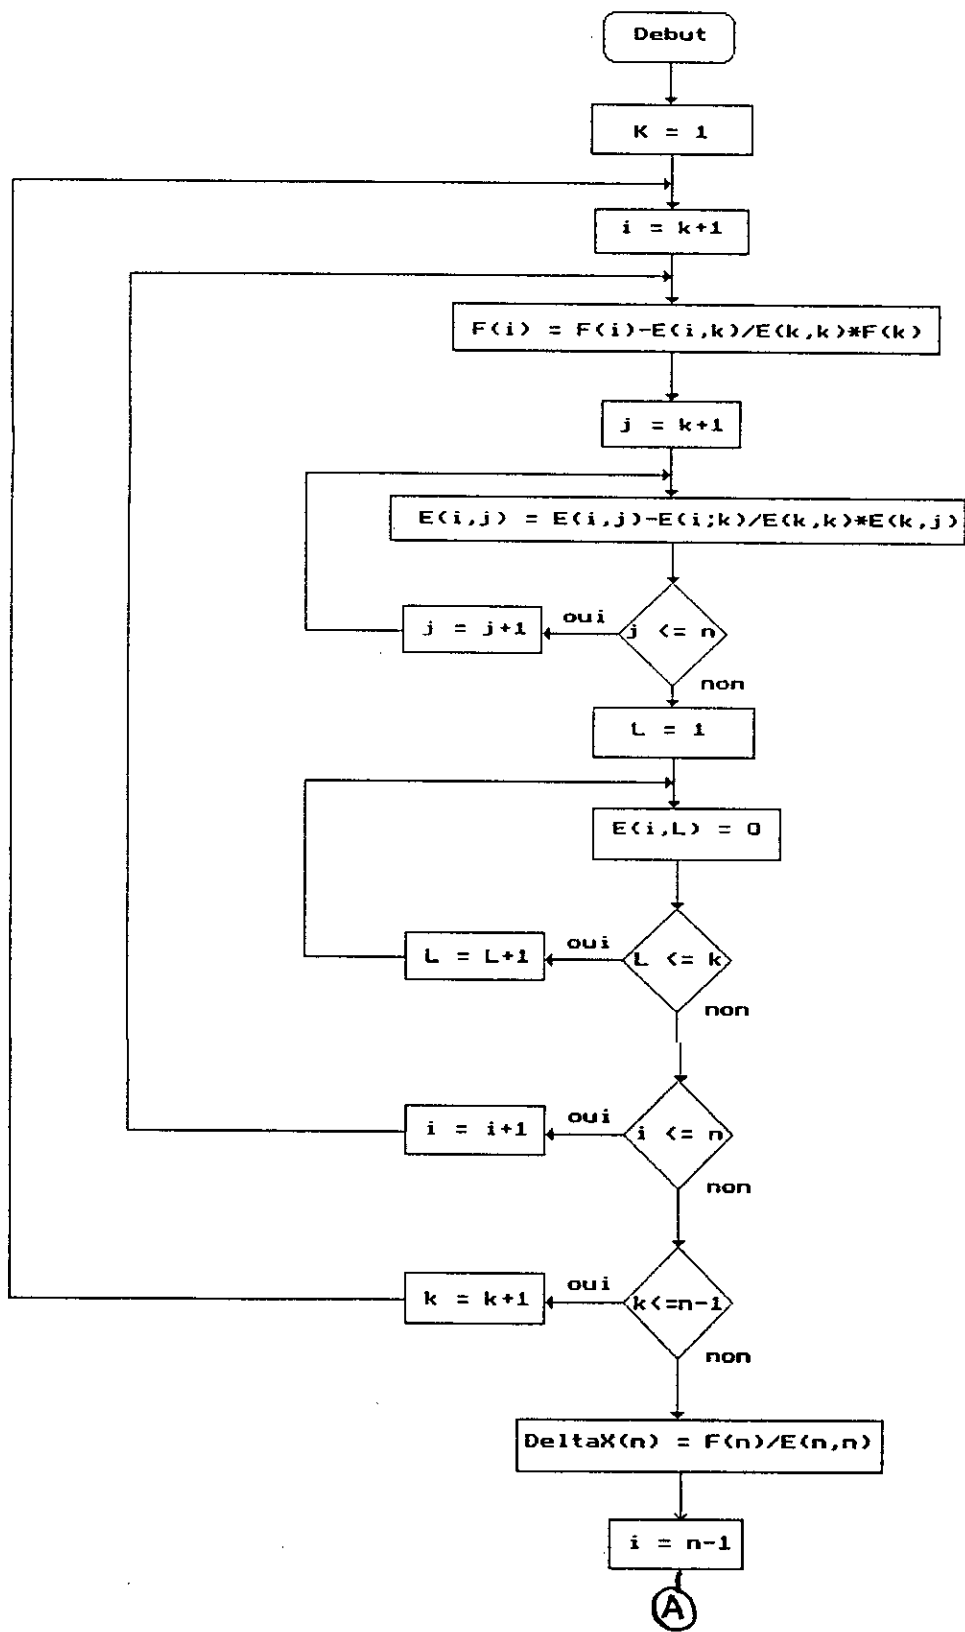 Debut
K = 1
i = k+1
F(i) = F(i)-E(i,k)/E(k,k)*F(k)
j = k+1
E(i,j) = E(i,j)-E(i;k)/E(k,k)*E(k,j)
j = j+1
oui
j <= n
non
L = 1
E(i,L) = 0
L = L+1
oui
L <= k
non
i = i+1
oui
i <= n
non
k = k+1
oui
k<=n-1
non
DeltaX(n) = F(n)/E(n,n)
i = n-1
A